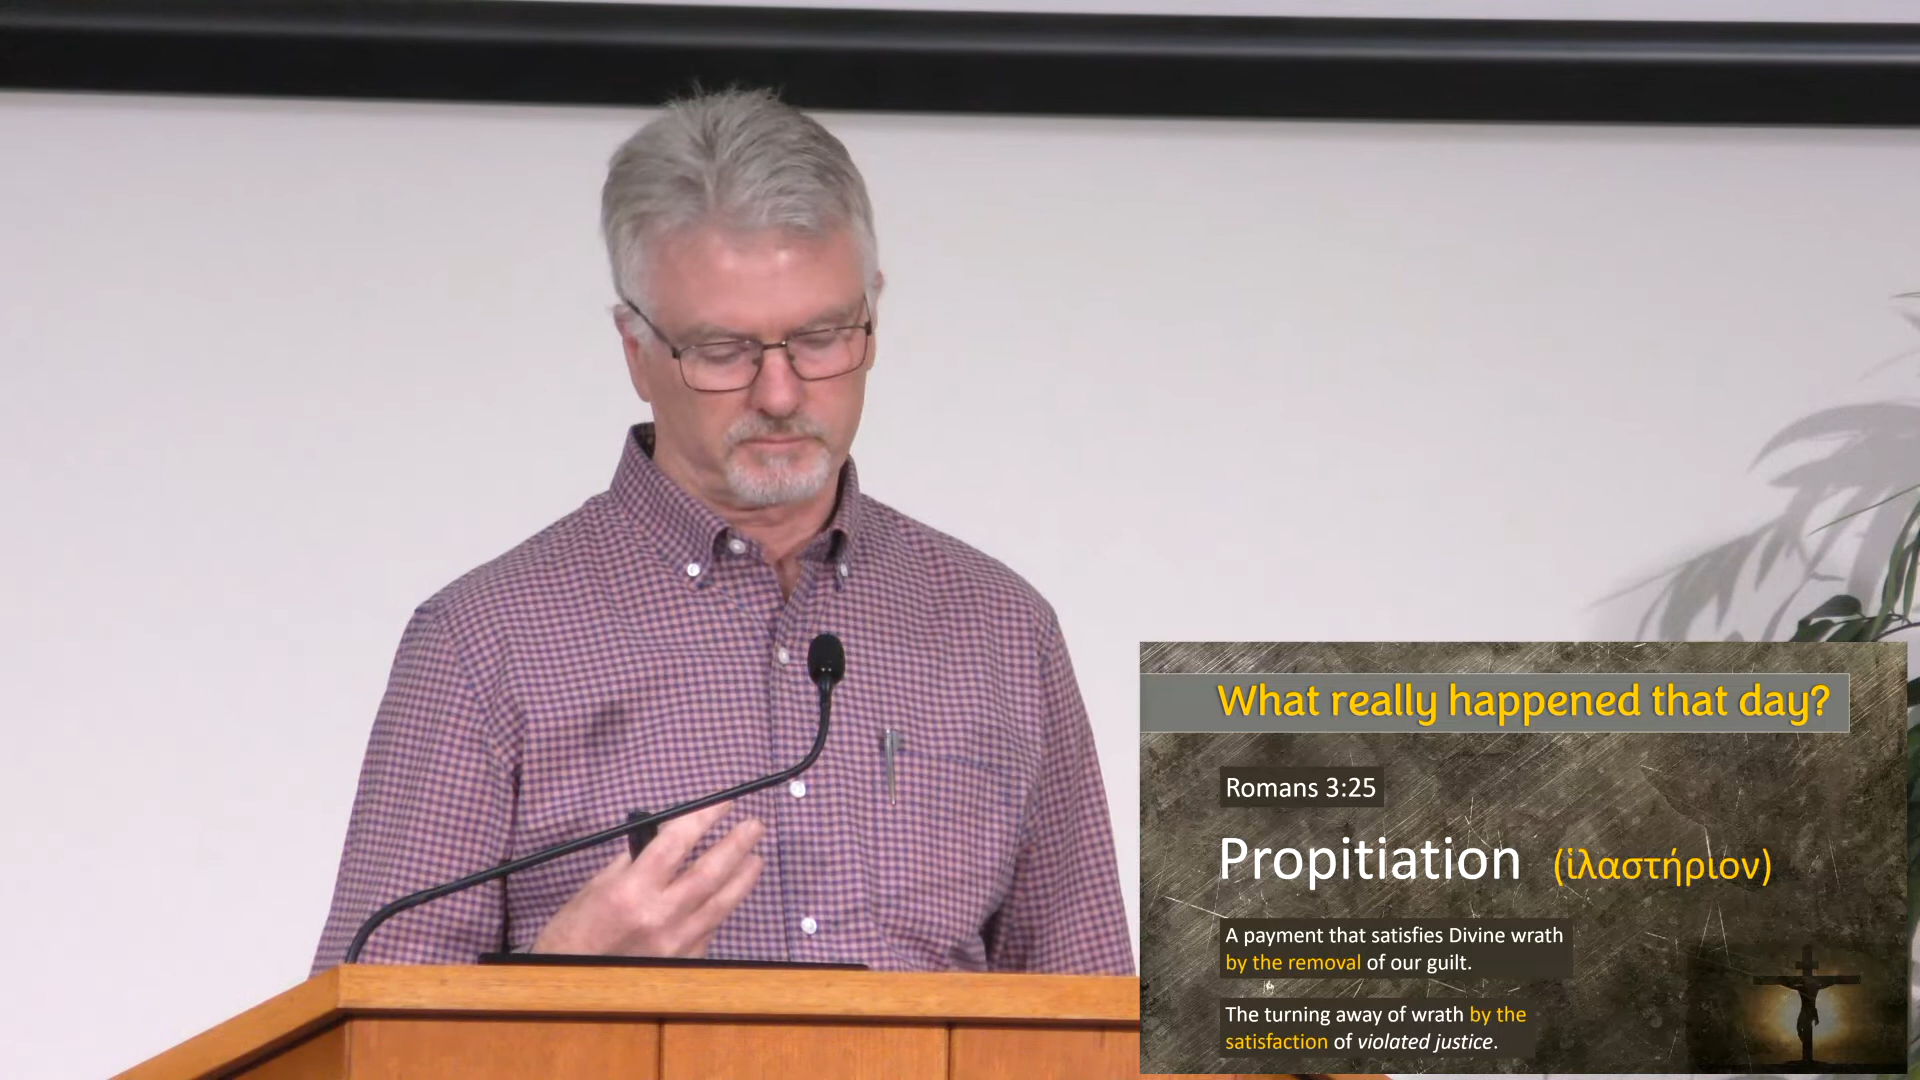 What really happened that day?
Romans 3:25
Propitiation (ἱλαστήριον)
A payment that satisfies Divine wrath
by the removal of our guilt.
The turning away of wrath by the
satisfaction of violated justice.